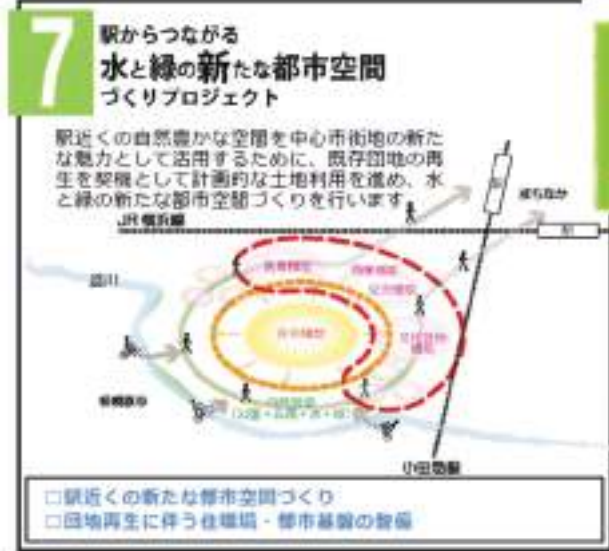 7
駅からつながる
水と緑の新たな都市空間
づくりプロジェクト
駅近くの自然豊かな空間を中心市街地の新た
な魅力として活用するために、既存団地の再
生を契機として計画的な土地利用を進め、水
と緑の新たな都市空間づくりを行います
JR横浜線
まちなか
境川
小田急線
□駅近くの新たな都市空間づくり
□団地再生に伴う住環境・都市基盤の整備